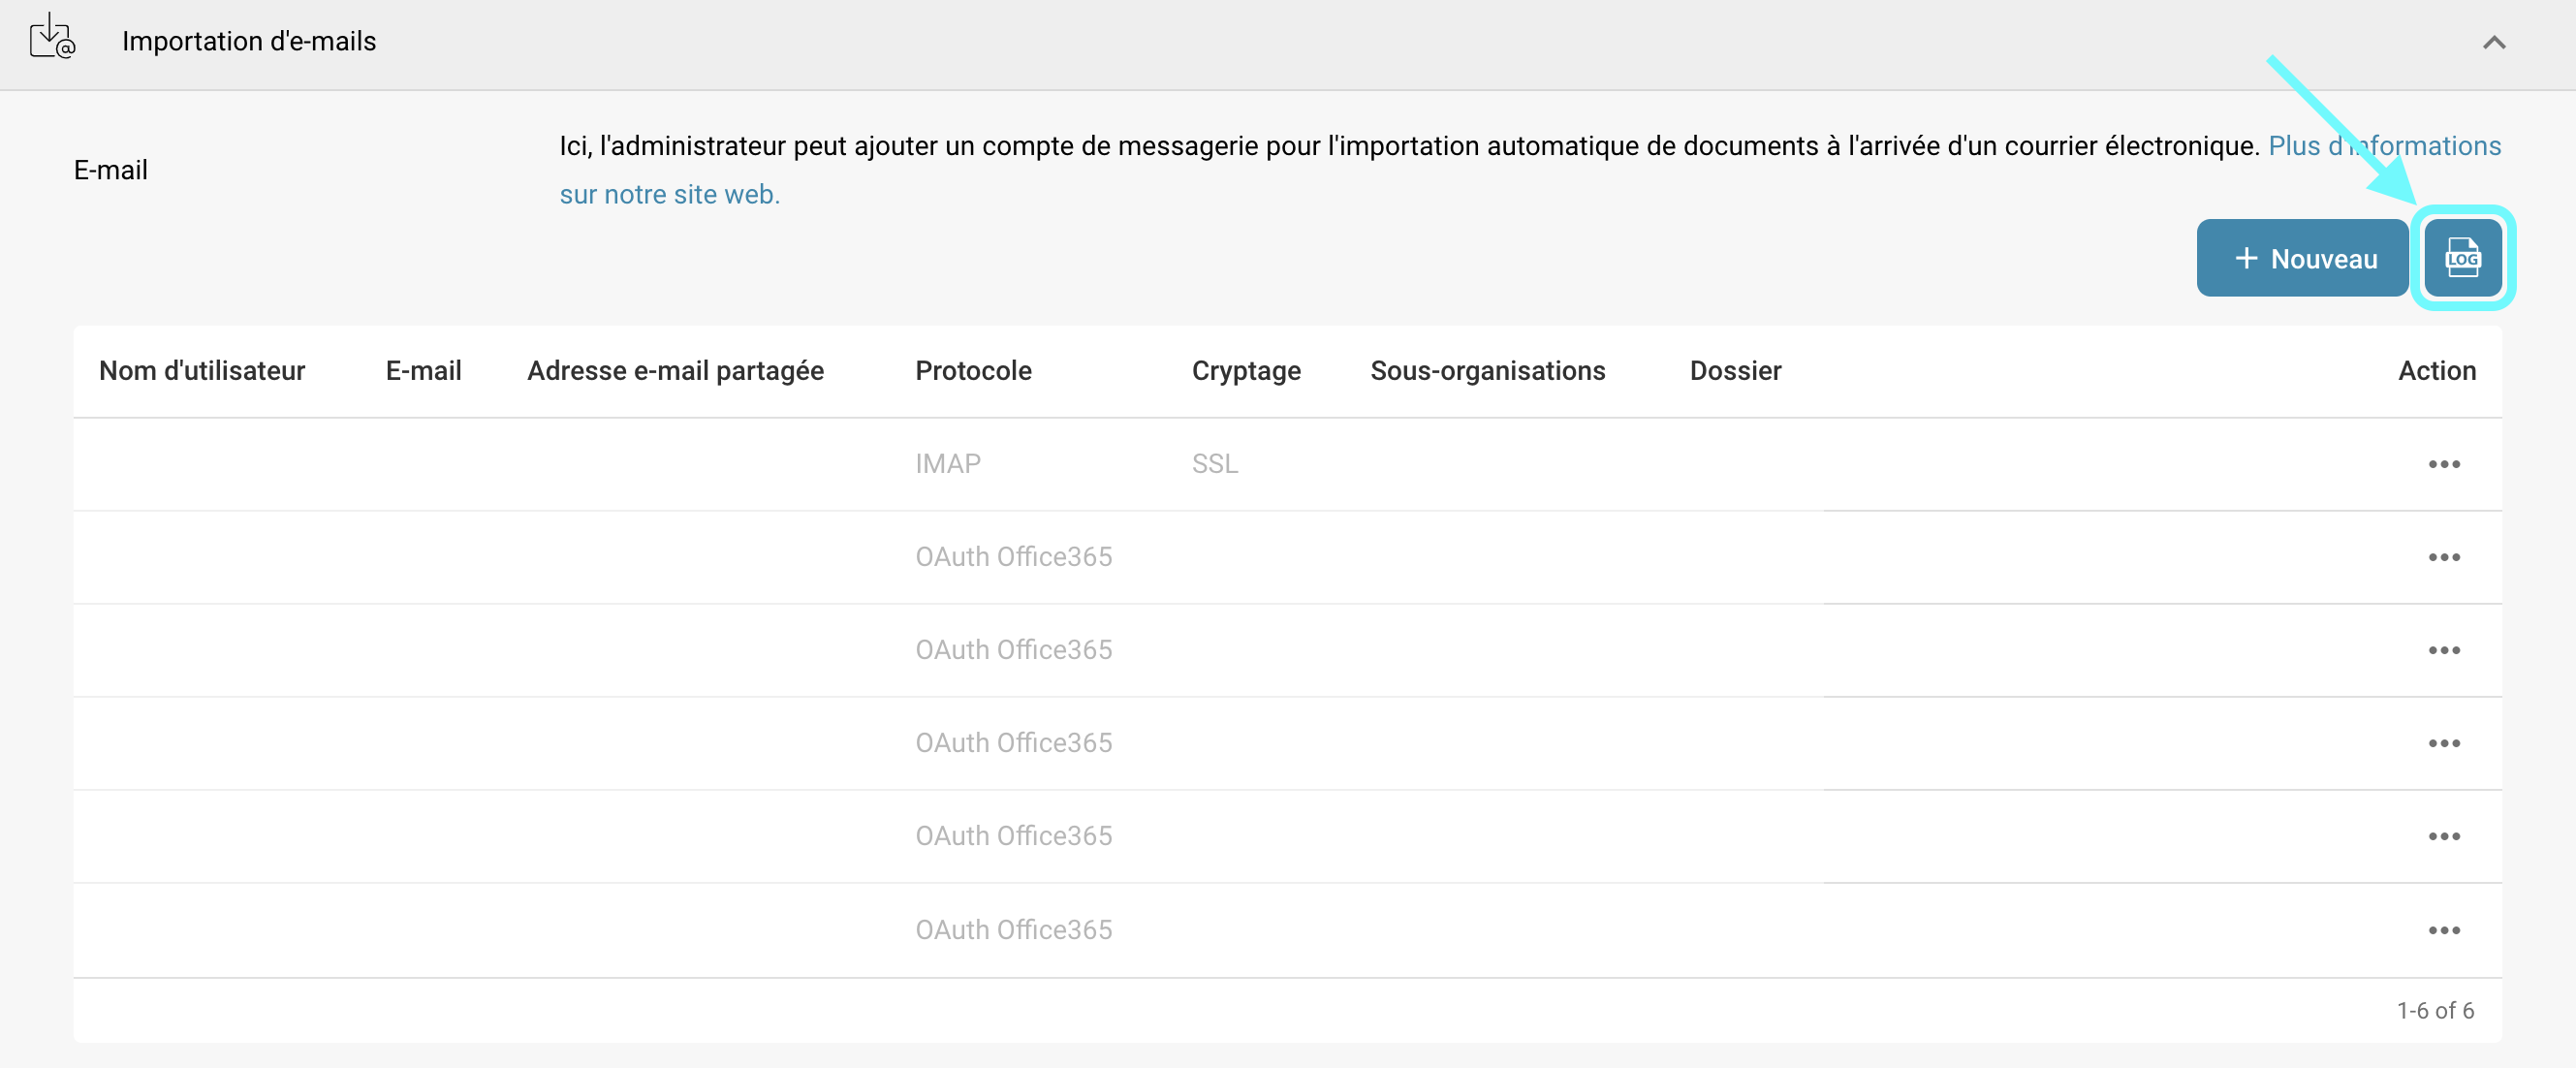 Importation d'e-mails
E-mail
Ici, l'administrateur peut ajouter un compte de messagerie pour l'importation automatique de documents à l'arrivée d'un courrier électronique. Plus d'informations
sur notre site web.
+ Nouveau
LOG
Nom d'utilisateur E-mail Adresse e-mail partagée Protocole Cryptage Sous-organisations Dossier Action
IMAP SSL
OAuth Office365
OAuth Office365
OAuth Office365
OAuth Office365
OAuth Office365
1-6 of 6